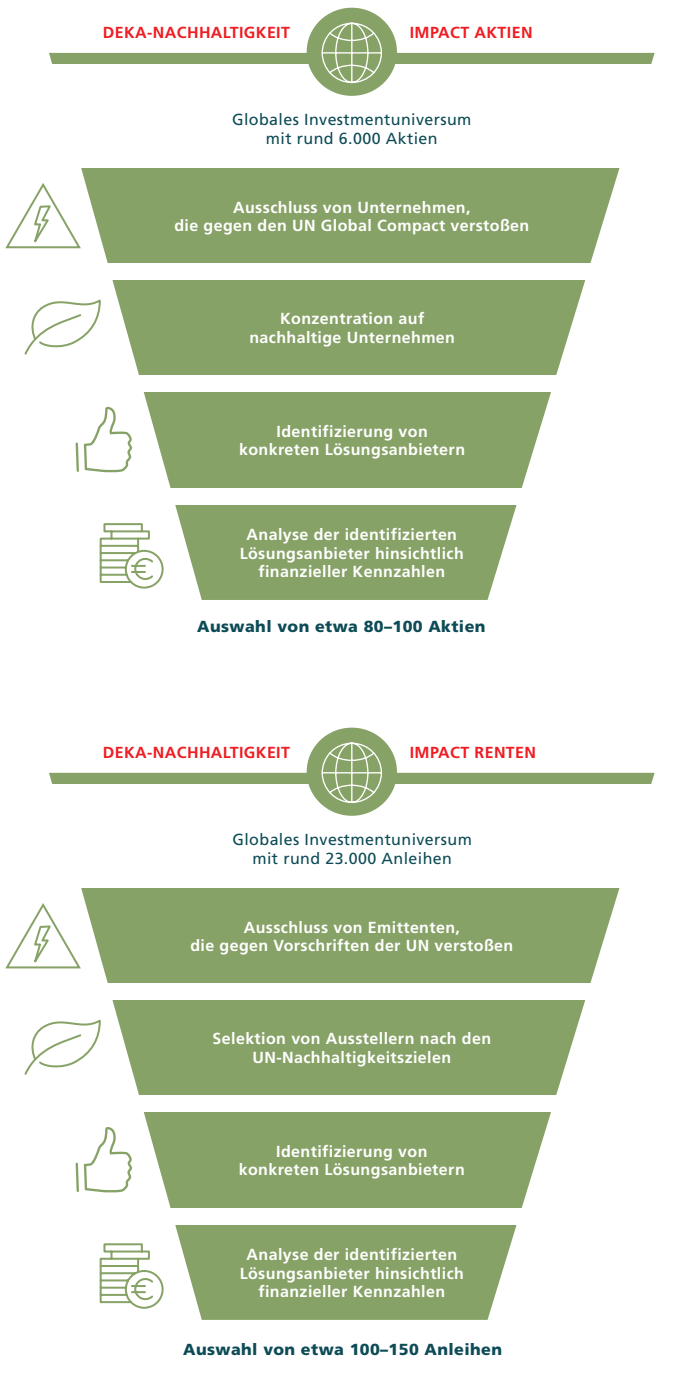 DEKA-NACHHALTIGKEIT IMPACT AKTIEN
Globales Investmentuniversum
mit rund 6.000 Aktien
Ausschluss von Unternehmen,
die gegen den UN Global Compact verstoßen
Konzentration auf
nachhaltige Unternehmen
Identifizierung von
konkreten Lösungsanbietern
Analyse der identifizierten
Lösungsanbieter hinsichtlich
finanzieller Kennzahlen
Auswahl von etwa 80–100 Aktien
DEKA-NACHHALTIGKEIT IMPACT RENTEN
Globales Investmentuniversum
mit rund 23.000 Anleihen
Ausschluss von Emittenten,
die gegen Vorschriften der UN verstoßen
Selektion von Ausstellern nach den
UN-Nachhaltigkeitszielen
Identifizierung von
konkreten Lösungsanbietern
Analyse der identifizierten
Lösungsanbieter hinsichtlich
finanzieller Kennzahlen
Auswahl von etwa 100–150 Anleihen